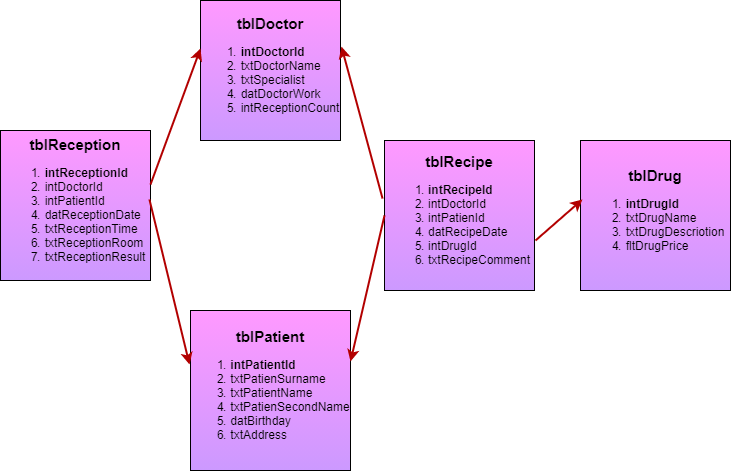 tblDoctor
1. intDoctorId
2. txtDoctorName
3. txtSpecialist
4. datDoctorWork
5. intReceptionCount
tblReception
1. intReceptionId
2. intDoctorId
3. intPatientId
4. datReceptionDate
5. txtReceptionTime
6. txtReceptionRoom
7. txtReceptionResult
tblRecipe
1. intRecipeId
2. intDoctorId
3. intPatienId
4. datRecipeDate
5. intDrugId
6. txtRecipeComment
tblDrug
1. intDrugId
2. txtDrugName
3. txtDrugDescriotion
4. fltDrugPrice
tblPatient
1. intPatientId
2. txtPatienSurname
3. txtPatientName
4. txtPatienSecondName
5. datBirthday
6. txtAddress